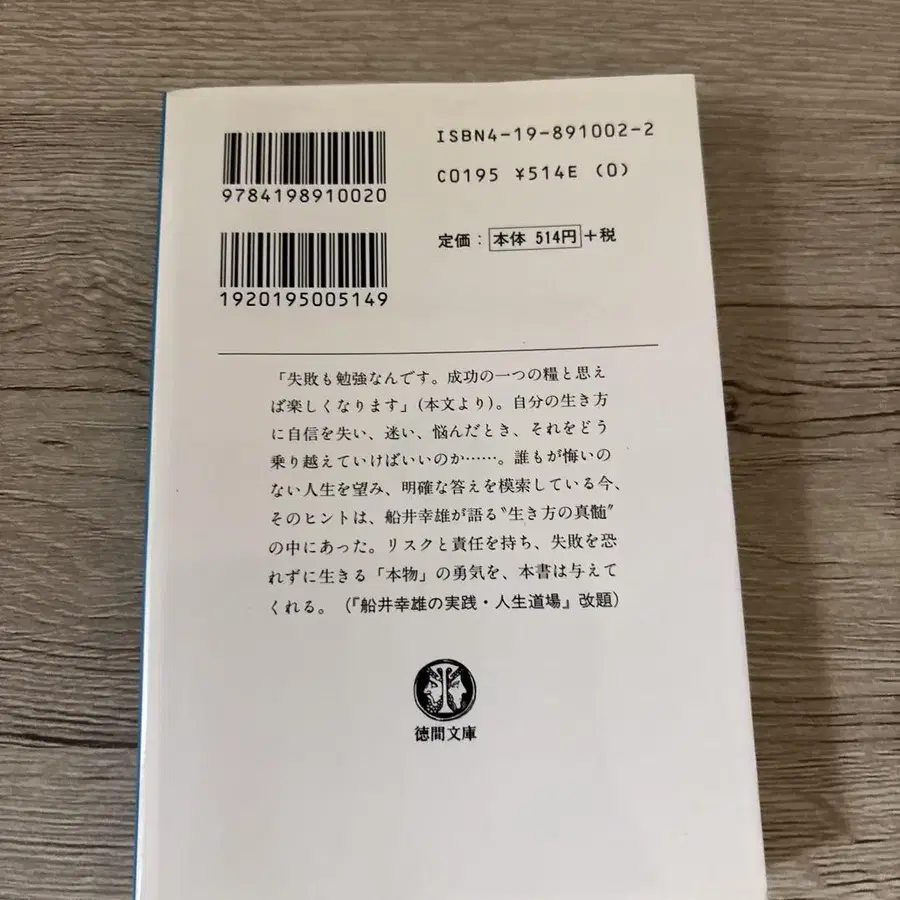 ISBN4-19-891002-2
C0195 ¥514E (0)
9784198910020
定価：本体 514円+税
1920195005149
「失敗も勉強なんです。成功の一つの糧と思え
ば楽しくなります」(本文より)。自分の生き方
に自信を失い、迷い、悩んだとき、それをどう
乗り越えていけばいいのか……。誰もが悔いの
ない人生を望み、明確な答えを模索している今、
そのヒントは、船井幸雄が語る〝生き方の真髄〟
の中にあった。リスクと責任を持ち、失敗を恐
れずに生きる「本物」の勇気を、本書は与えて
くれる。（『船井幸雄の実践・人生道場』改題）
徳間文庫